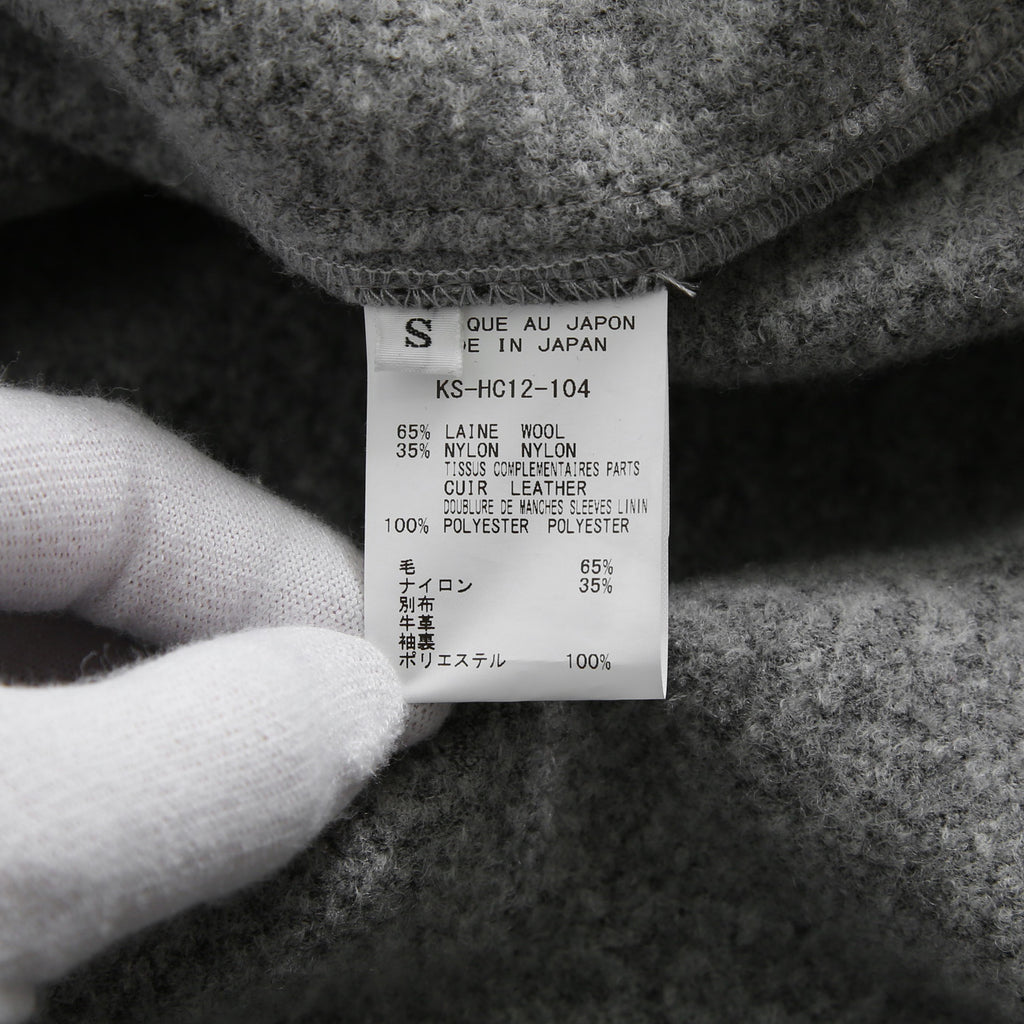 S
QUE AU JAPON
E IN JAPAN
KS-HC12-104
65% LAINE WOOL
35% NYLON NYLON
TISSUS COMPLEMENTAIRES PARTS
CUIR LEATHER
DOUBLURE DE MANCHES SLEEVES LININ
100% POLYESTER POLYESTER
毛 65%
ナイロン 35%
別布
牛革
袖裏
ポリエステル 100%